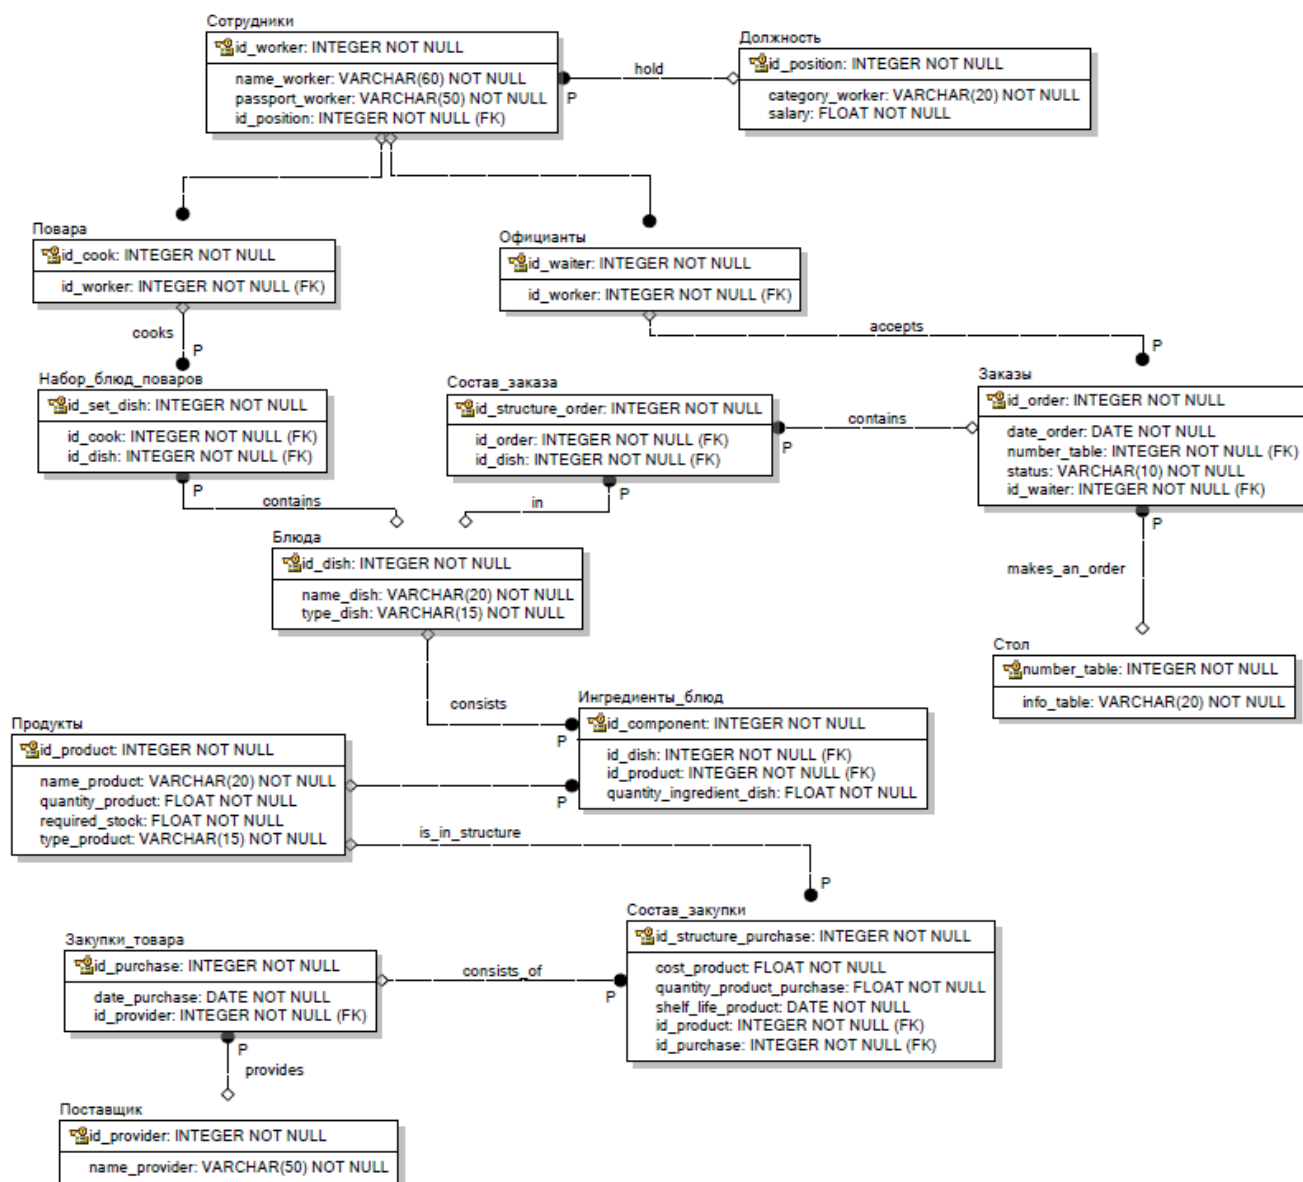 Сотрудники
id_worker: INTEGER NOT NULL
name_worker: VARCHAR(60) NOT NULL
passport_worker: VARCHAR(50) NOT NULL
id_position: INTEGER NOT NULL (FK)
hold
P
Должность
id_position: INTEGER NOT NULL
category_worker: VARCHAR(20) NOT NULL
salary: FLOAT NOT NULL
Повара
id_cook: INTEGER NOT NULL
id_worker: INTEGER NOT NULL (FK)
Официанты
id_waiter: INTEGER NOT NULL
id_worker: INTEGER NOT NULL (FK)
cooks
P
accepts
P
Набор_блюд_поваров
id_set_dish: INTEGER NOT NULL
id_cook: INTEGER NOT NULL (FK)
id_dish: INTEGER NOT NULL (FK)
P
contains
Состав_заказа
id_structure_order: INTEGER NOT NULL
id_order: INTEGER NOT NULL (FK)
id_dish: INTEGER NOT NULL (FK)
P
in
contains
P
Заказы
id_order: INTEGER NOT NULL
date_order: DATE NOT NULL
number_table: INTEGER NOT NULL (FK)
status: VARCHAR(10) NOT NULL
id_waiter: INTEGER NOT NULL (FK)
P
makes_an_order
Блюда
id_dish: INTEGER NOT NULL
name_dish: VARCHAR(20) NOT NULL
type_dish: VARCHAR(15) NOT NULL
Стол
number_table: INTEGER NOT NULL
info_table: VARCHAR(20) NOT NULL
consists
P
Ингредиенты_блюд
id_component: INTEGER NOT NULL
id_dish: INTEGER NOT NULL (FK)
id_product: INTEGER NOT NULL (FK)
quantity_ingredient_dish: FLOAT NOT NULL
P
Продукты
id_product: INTEGER NOT NULL
name_product: VARCHAR(20) NOT NULL
quantity_product: FLOAT NOT NULL
required_stock: FLOAT NOT NULL
type_product: VARCHAR(15) NOT NULL
is_in_structure
P
Состав_закупки
id_structure_purchase: INTEGER NOT NULL
cost_product: FLOAT NOT NULL
quantity_product_purchase: FLOAT NOT NULL
shelf_life_product: DATE NOT NULL
id_product: INTEGER NOT NULL (FK)
id_purchase: INTEGER NOT NULL (FK)
Закупки_товара
id_purchase: INTEGER NOT NULL
date_purchase: DATE NOT NULL
id_provider: INTEGER NOT NULL (FK)
consists_of
P
P
provides
Поставщик
id_provider: INTEGER NOT NULL
name_provider: VARCHAR(50) NOT NULL